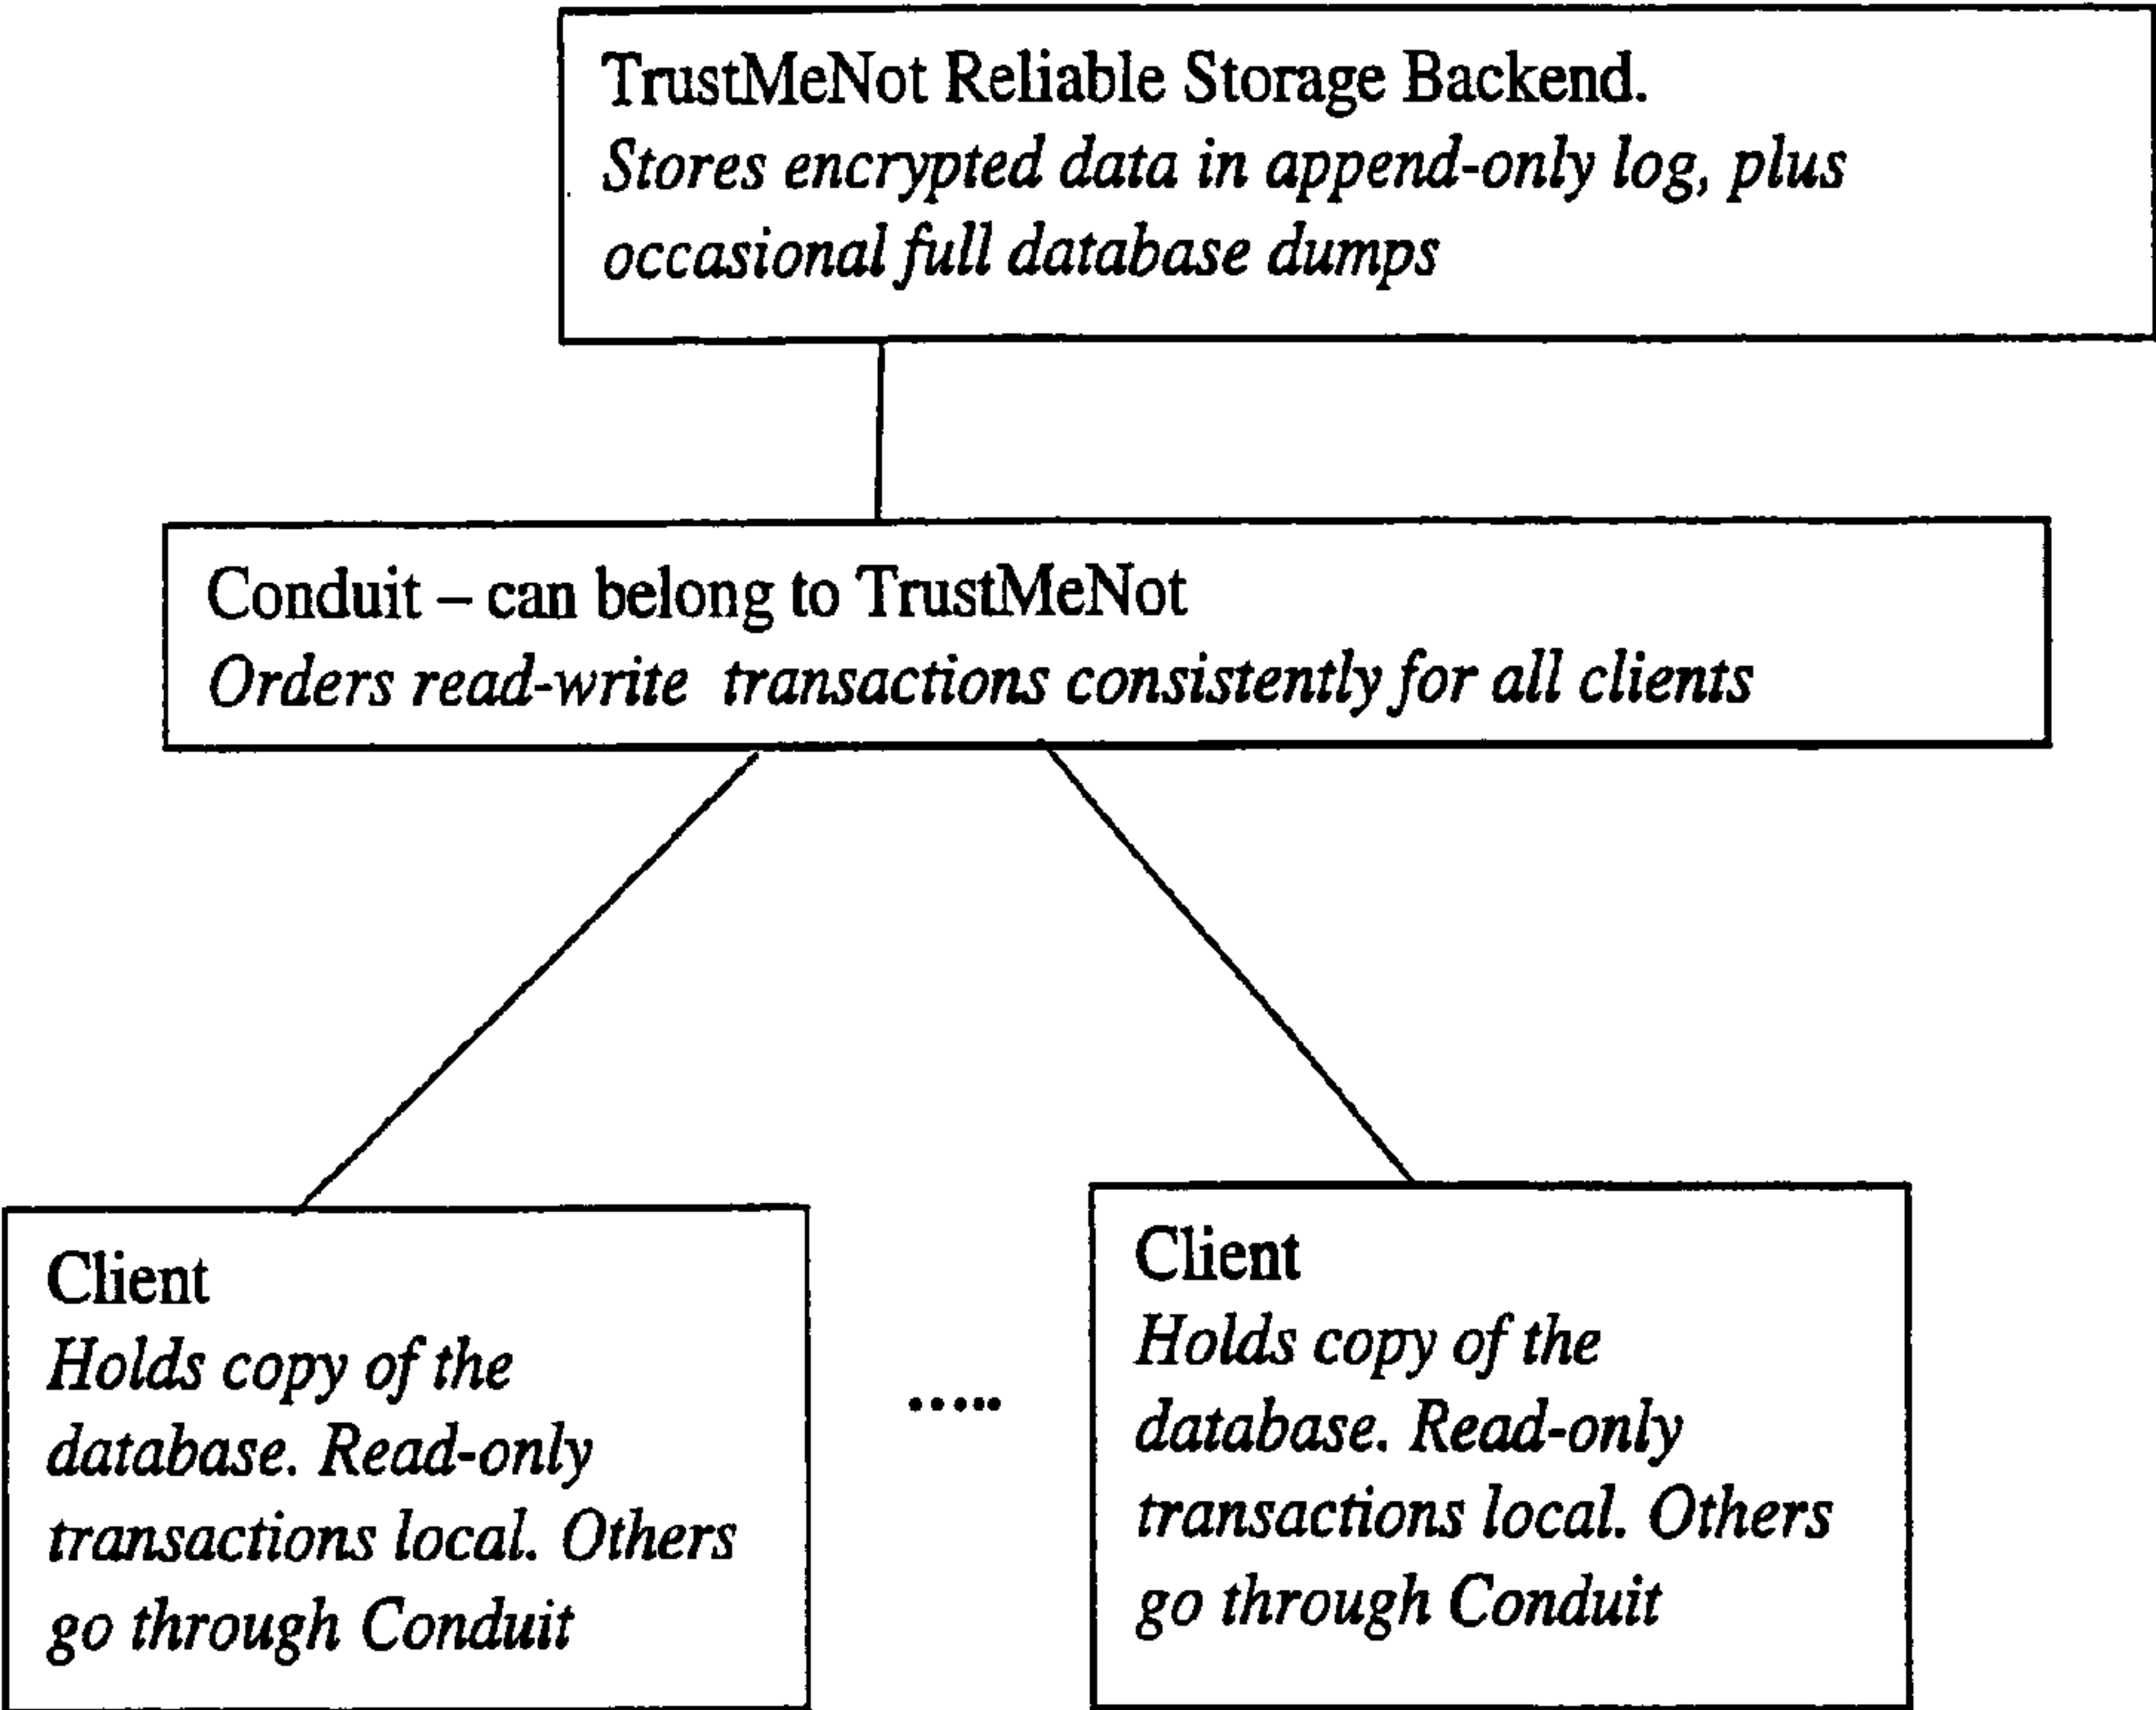 TrustMeNot Reliable Storage Backend.
Stores encrypted data in append-only log, plus
occasional full database dumps
Conduit – can belong to TrustMeNot
Orders read-write transactions consistently for all clients
Client
Holds copy of the
database. Read-only
transactions local. Others
go through Conduit
.....
Client
Holds copy of the
database. Read-only
transactions local. Others
go through Conduit